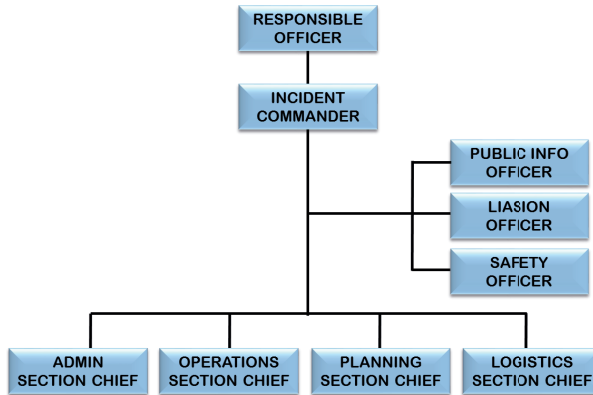 RESPONSIBLE
OFFICER
INCIDENT
COMMANDER
PUBLIC INFO
OFFICER
LIASION
OFFICER
SAFETY
OFFICER
ADMIN
SECTION CHIEF
OPERATIONS
SECTION CHIEF
PLANNING
SECTION CHIEF
LOGISTICS
SECTION CHIEF